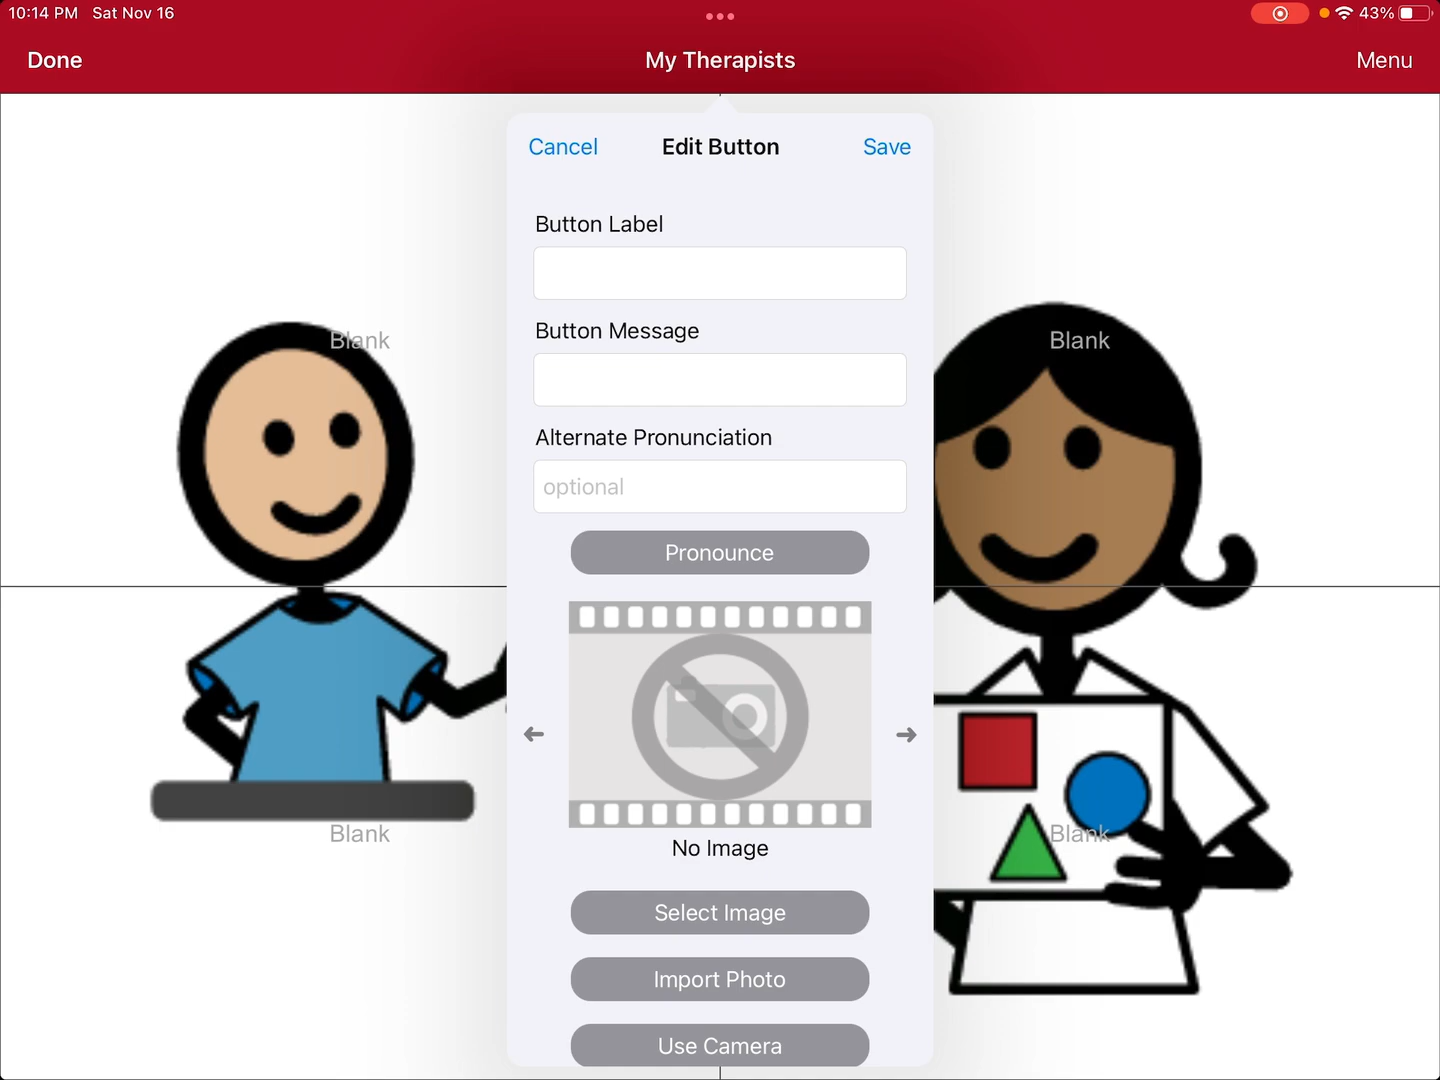 10:14 PM Sat Nov 16
43%
Done
My Therapists
Menu
Cancel
Edit Button
Save
Button Label
Button Message
Alternate Pronunciation
optional
Pronounce
No Image
Select Image
Import Photo
Use Camera
Blank
Blank
Blank
Blank